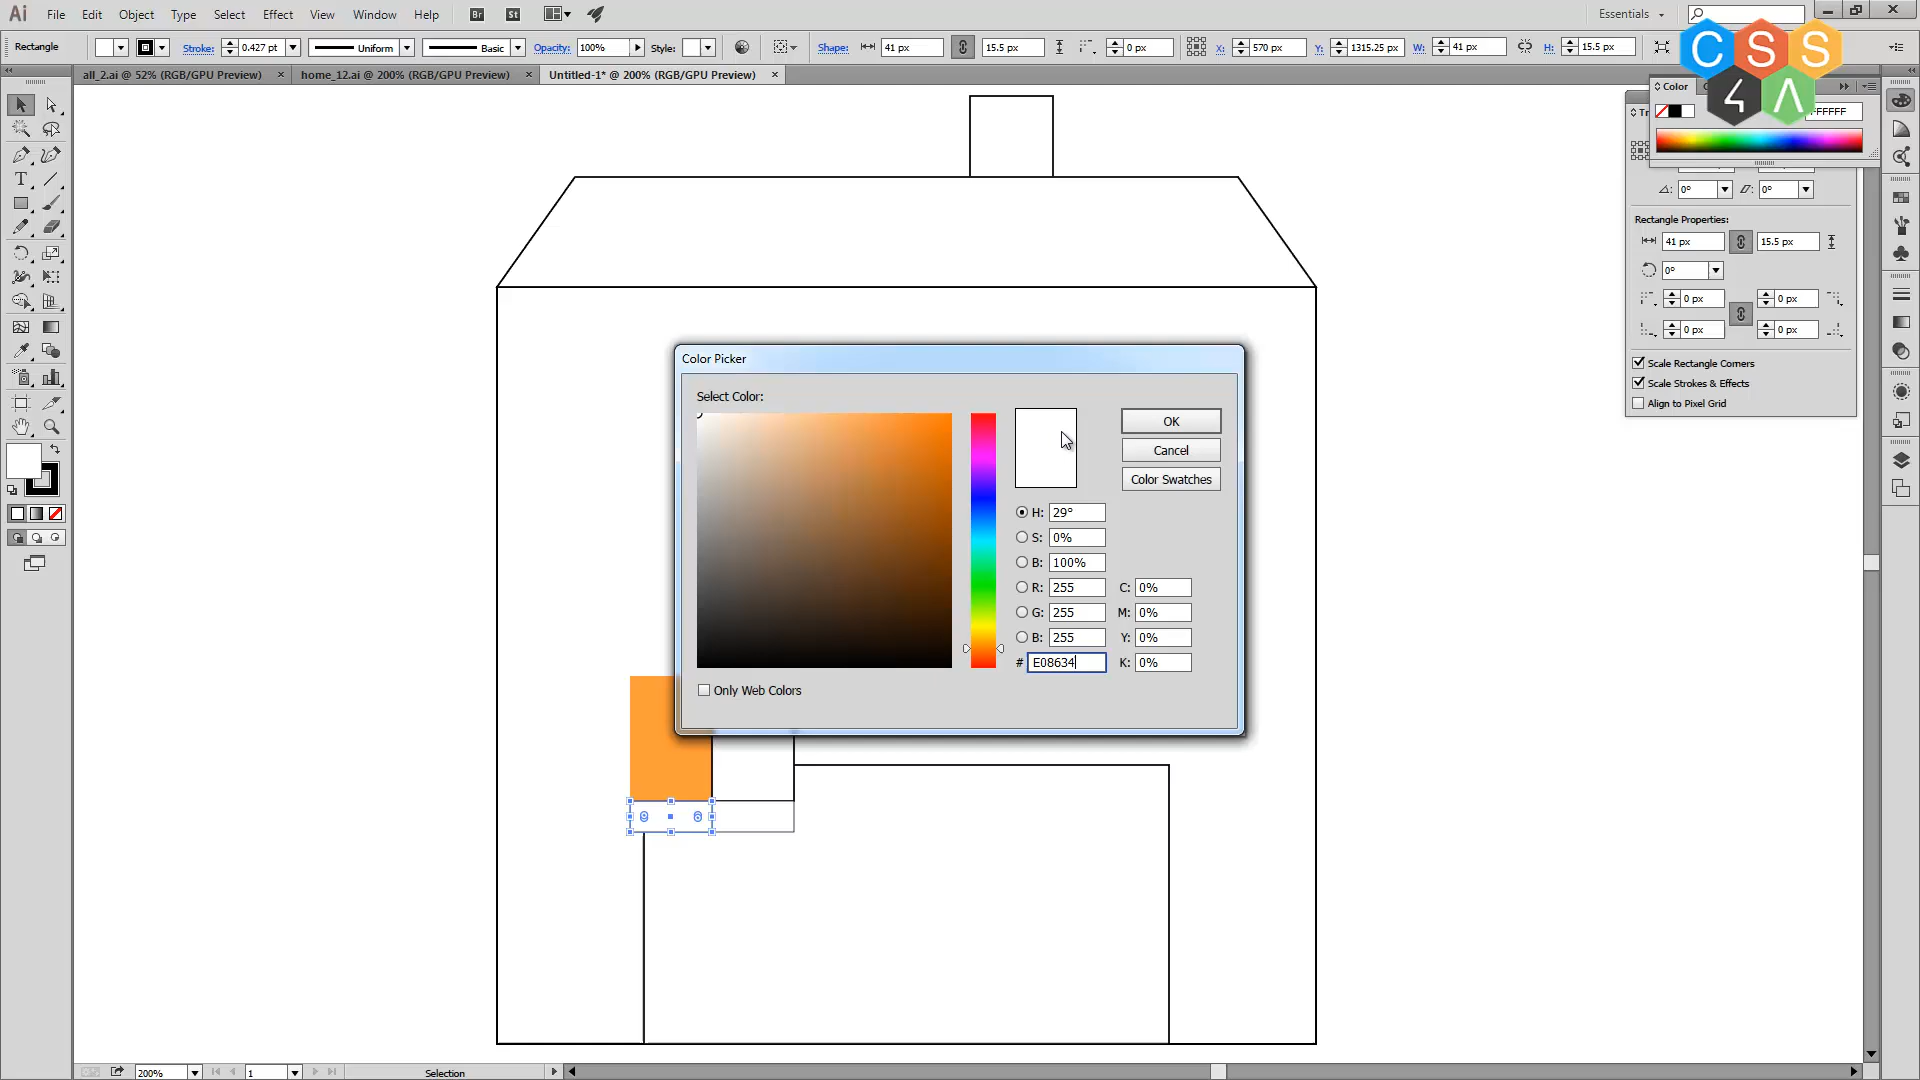 Ai File Edit Object Type Select Effect View Window Help Br St Essentials
Rectangle Stroke: 0.427 pt Uniform Basic Opacity: 100% Style: Shape: 41 px 15.5 px 0 px X: 570 px Y: 1315.25 px W: 41 px H: 15.5 px
all_2.ai @ 52% (RGB/GPU Preview) × home_12.ai @ 200% (RGB/GPU Preview) × Untitled-1* @ 200% (RGB/GPU Preview) ×
CSS
4Λ
Color
FFFFFF
0° 0°
Rectangle Properties:
41 px 15.5 px
0°
0 px 0 px
0 px 0 px
Scale Rectangle Corners
Scale Strokes & Effects
Align to Pixel Grid
Color Picker
Select Color:
OK
Cancel
Color Swatches
H: 29°
S: 0%
B: 100%
R: 255 C: 0%
G: 255 M: 0%
B: 255 Y: 0%
# E08634 K: 0%
Only Web Colors
200% 1 Selection